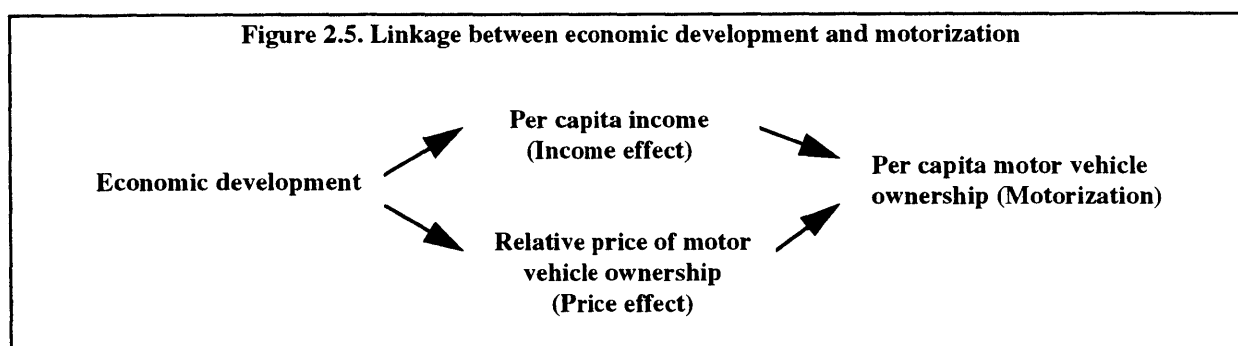 Figure 2.5. Linkage between economic development and motorization
Per capita income
(Income effect)
Economic development
Per capita motor vehicle
ownership (Motorization)
Relative price of motor
vehicle ownership
(Price effect)